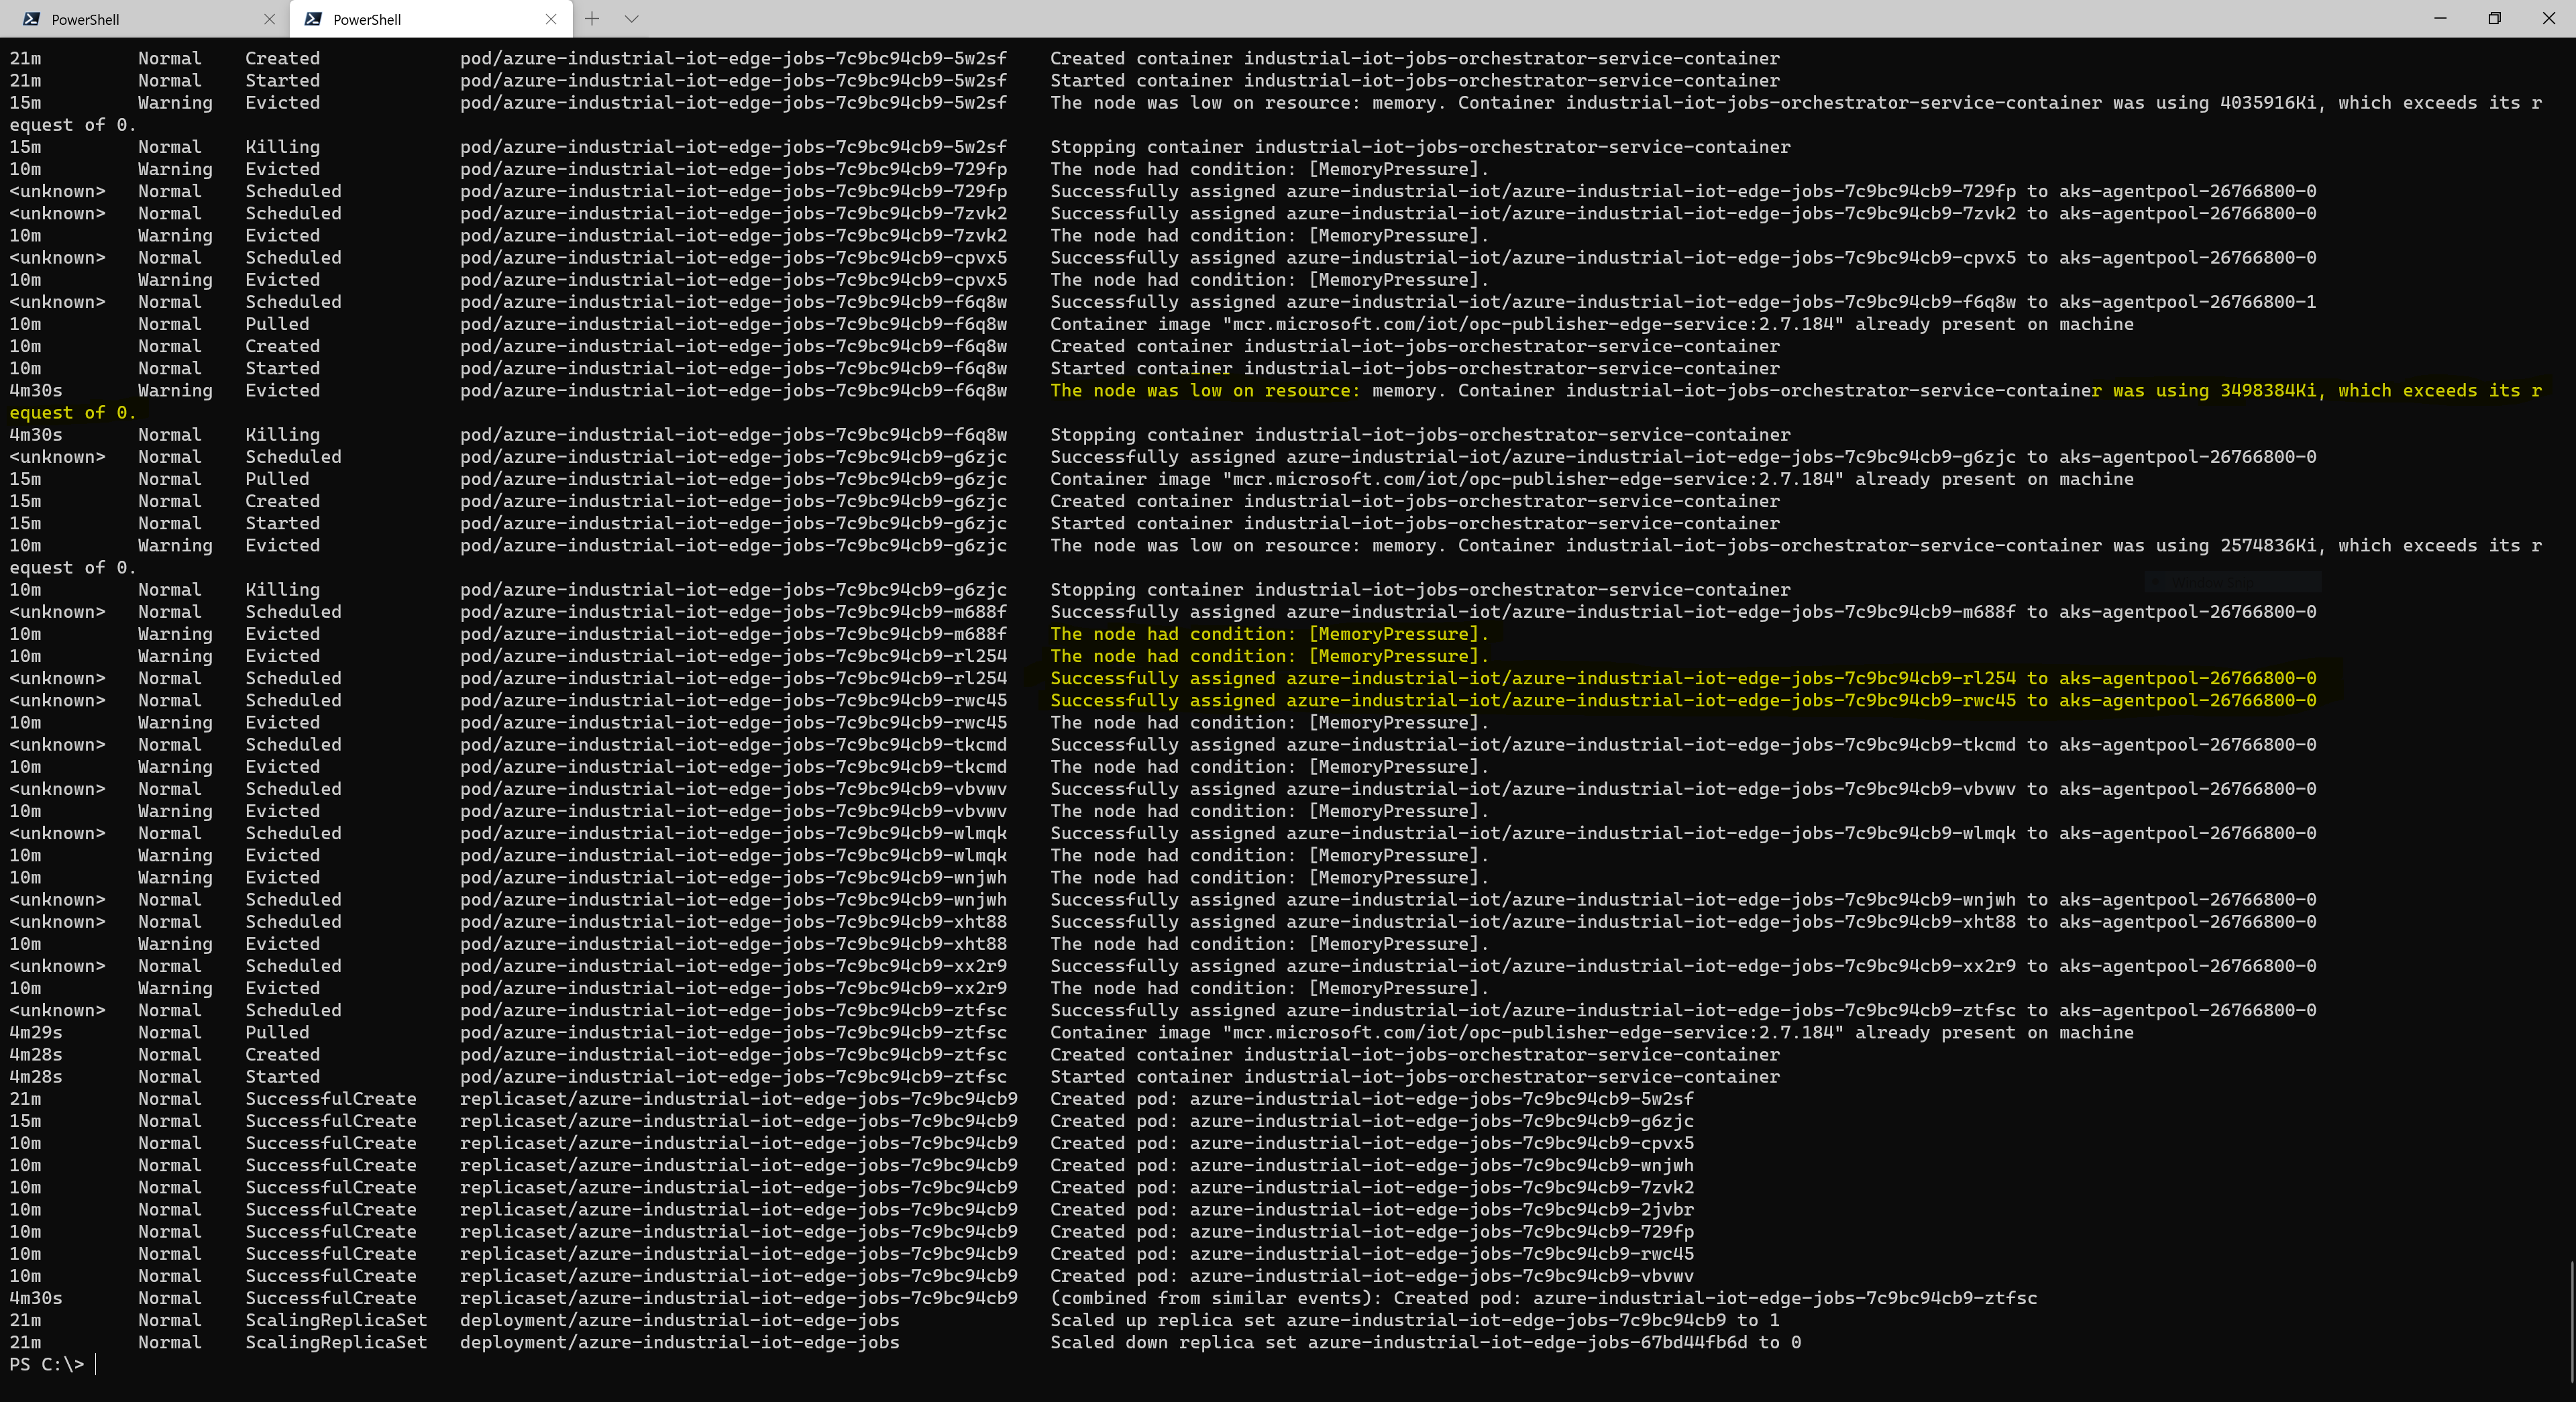 PowerShell
PowerShell
21m Normal Created pod/azure-industrial-iot-edge-jobs-7c9bc94cb9-5w2sf Created container industrial-iot-jobs-orchestrator-service-container
21m Normal Started pod/azure-industrial-iot-edge-jobs-7c9bc94cb9-5w2sf Started container industrial-iot-jobs-orchestrator-service-container
15m Warning Evicted pod/azure-industrial-iot-edge-jobs-7c9bc94cb9-5w2sf The node was low on resource: memory. Container industrial-iot-jobs-orchestrator-service-container was using 4035916Ki, which exceeds its r
equest of 0.
15m Normal Killing pod/azure-industrial-iot-edge-jobs-7c9bc94cb9-5w2sf Stopping container industrial-iot-jobs-orchestrator-service-container
10m Warning Evicted pod/azure-industrial-iot-edge-jobs-7c9bc94cb9-729fp The node had condition: [MemoryPressure].
<unknown> Normal Scheduled pod/azure-industrial-iot-edge-jobs-7c9bc94cb9-729fp Successfully assigned azure-industrial-iot/azure-industrial-iot-edge-jobs-7c9bc94cb9-729fp to aks-agentpool-26766800-0
<unknown> Normal Scheduled pod/azure-industrial-iot-edge-jobs-7c9bc94cb9-7zvk2 Successfully assigned azure-industrial-iot/azure-industrial-iot-edge-jobs-7c9bc94cb9-7zvk2 to aks-agentpool-26766800-0
10m Warning Evicted pod/azure-industrial-iot-edge-jobs-7c9bc94cb9-7zvk2 The node had condition: [MemoryPressure].
<unknown> Normal Scheduled pod/azure-industrial-iot-edge-jobs-7c9bc94cb9-cpvx5 Successfully assigned azure-industrial-iot/azure-industrial-iot-edge-jobs-7c9bc94cb9-cpvx5 to aks-agentpool-26766800-0
10m Warning Evicted pod/azure-industrial-iot-edge-jobs-7c9bc94cb9-cpvx5 The node had condition: [MemoryPressure].
<unknown> Normal Scheduled pod/azure-industrial-iot-edge-jobs-7c9bc94cb9-f6q8w Successfully assigned azure-industrial-iot/azure-industrial-iot-edge-jobs-7c9bc94cb9-f6q8w to aks-agentpool-26766800-1
10m Normal Pulled pod/azure-industrial-iot-edge-jobs-7c9bc94cb9-f6q8w Container image "mcr.microsoft.com/iot/opc-publisher-edge-service:2.7.184" already present on machine
10m Normal Created pod/azure-industrial-iot-edge-jobs-7c9bc94cb9-f6q8w Created container industrial-iot-jobs-orchestrator-service-container
10m Normal Started pod/azure-industrial-iot-edge-jobs-7c9bc94cb9-f6q8w Started container industrial-iot-jobs-orchestrator-service-container
4m30s Warning Evicted pod/azure-industrial-iot-edge-jobs-7c9bc94cb9-f6q8w The node was low on resource: memory. Container industrial-iot-jobs-orchestrator-service-container was using 3498384Ki, which exceeds its r
equest of 0.
4m30s Normal Killing pod/azure-industrial-iot-edge-jobs-7c9bc94cb9-f6q8w Stopping container industrial-iot-jobs-orchestrator-service-container
<unknown> Normal Scheduled pod/azure-industrial-iot-edge-jobs-7c9bc94cb9-g6zjc Successfully assigned azure-industrial-iot/azure-industrial-iot-edge-jobs-7c9bc94cb9-g6zjc to aks-agentpool-26766800-0
15m Normal Pulled pod/azure-industrial-iot-edge-jobs-7c9bc94cb9-g6zjc Container image "mcr.microsoft.com/iot/opc-publisher-edge-service:2.7.184" already present on machine
15m Normal Created pod/azure-industrial-iot-edge-jobs-7c9bc94cb9-g6zjc Created container industrial-iot-jobs-orchestrator-service-container
15m Normal Started pod/azure-industrial-iot-edge-jobs-7c9bc94cb9-g6zjc Started container industrial-iot-jobs-orchestrator-service-container
10m Warning Evicted pod/azure-industrial-iot-edge-jobs-7c9bc94cb9-g6zjc The node was low on resource: memory. Container industrial-iot-jobs-orchestrator-service-container was using 2574836Ki, which exceeds its r
equest of 0.
10m Normal Killing pod/azure-industrial-iot-edge-jobs-7c9bc94cb9-g6zjc Stopping container industrial-iot-jobs-orchestrator-service-container
<unknown> Normal Scheduled pod/azure-industrial-iot-edge-jobs-7c9bc94cb9-m688f Successfully assigned azure-industrial-iot/azure-industrial-iot-edge-jobs-7c9bc94cb9-m688f to aks-agentpool-26766800-0
10m Warning Evicted pod/azure-industrial-iot-edge-jobs-7c9bc94cb9-m688f The node had condition: [MemoryPressure].
10m Warning Evicted pod/azure-industrial-iot-edge-jobs-7c9bc94cb9-rl254 The node had condition: [MemoryPressure].
<unknown> Normal Scheduled pod/azure-industrial-iot-edge-jobs-7c9bc94cb9-rl254 Successfully assigned azure-industrial-iot/azure-industrial-iot-edge-jobs-7c9bc94cb9-rl254 to aks-agentpool-26766800-0
<unknown> Normal Scheduled pod/azure-industrial-iot-edge-jobs-7c9bc94cb9-rwc45 Successfully assigned azure-industrial-iot/azure-industrial-iot-edge-jobs-7c9bc94cb9-rwc45 to aks-agentpool-26766800-0
10m Warning Evicted pod/azure-industrial-iot-edge-jobs-7c9bc94cb9-rwc45 The node had condition: [MemoryPressure].
<unknown> Normal Scheduled pod/azure-industrial-iot-edge-jobs-7c9bc94cb9-tkcmd Successfully assigned azure-industrial-iot/azure-industrial-iot-edge-jobs-7c9bc94cb9-tkcmd to aks-agentpool-26766800-0
10m Warning Evicted pod/azure-industrial-iot-edge-jobs-7c9bc94cb9-tkcmd The node had condition: [MemoryPressure].
<unknown> Normal Scheduled pod/azure-industrial-iot-edge-jobs-7c9bc94cb9-vbvwv Successfully assigned azure-industrial-iot/azure-industrial-iot-edge-jobs-7c9bc94cb9-vbvwv to aks-agentpool-26766800-0
10m Warning Evicted pod/azure-industrial-iot-edge-jobs-7c9bc94cb9-vbvwv The node had condition: [MemoryPressure].
<unknown> Normal Scheduled pod/azure-industrial-iot-edge-jobs-7c9bc94cb9-wlmqk Successfully assigned azure-industrial-iot/azure-industrial-iot-edge-jobs-7c9bc94cb9-wlmqk to aks-agentpool-26766800-0
10m Warning Evicted pod/azure-industrial-iot-edge-jobs-7c9bc94cb9-wlmqk The node had condition: [MemoryPressure].
10m Warning Evicted pod/azure-industrial-iot-edge-jobs-7c9bc94cb9-wnjwh The node had condition: [MemoryPressure].
<unknown> Normal Scheduled pod/azure-industrial-iot-edge-jobs-7c9bc94cb9-wnjwh Successfully assigned azure-industrial-iot/azure-industrial-iot-edge-jobs-7c9bc94cb9-wnjwh to aks-agentpool-26766800-0
<unknown> Normal Scheduled pod/azure-industrial-iot-edge-jobs-7c9bc94cb9-xht88 Successfully assigned azure-industrial-iot/azure-industrial-iot-edge-jobs-7c9bc94cb9-xht88 to aks-agentpool-26766800-0
10m Warning Evicted pod/azure-industrial-iot-edge-jobs-7c9bc94cb9-xht88 The node had condition: [MemoryPressure].
<unknown> Normal Scheduled pod/azure-industrial-iot-edge-jobs-7c9bc94cb9-xx2r9 Successfully assigned azure-industrial-iot/azure-industrial-iot-edge-jobs-7c9bc94cb9-xx2r9 to aks-agentpool-26766800-0
10m Warning Evicted pod/azure-industrial-iot-edge-jobs-7c9bc94cb9-xx2r9 The node had condition: [MemoryPressure].
<unknown> Normal Scheduled pod/azure-industrial-iot-edge-jobs-7c9bc94cb9-ztfsc Successfully assigned azure-industrial-iot/azure-industrial-iot-edge-jobs-7c9bc94cb9-ztfsc to aks-agentpool-26766800-0
4m29s Normal Pulled pod/azure-industrial-iot-edge-jobs-7c9bc94cb9-ztfsc Container image "mcr.microsoft.com/iot/opc-publisher-edge-service:2.7.184" already present on machine
4m28s Normal Created pod/azure-industrial-iot-edge-jobs-7c9bc94cb9-ztfsc Created container industrial-iot-jobs-orchestrator-service-container
4m28s Normal Started pod/azure-industrial-iot-edge-jobs-7c9bc94cb9-ztfsc Started container industrial-iot-jobs-orchestrator-service-container
21m Normal SuccessfulCreate replicaset/azure-industrial-iot-edge-jobs-7c9bc94cb9 Created pod: azure-industrial-iot-edge-jobs-7c9bc94cb9-5w2sf
15m Normal SuccessfulCreate replicaset/azure-industrial-iot-edge-jobs-7c9bc94cb9 Created pod: azure-industrial-iot-edge-jobs-7c9bc94cb9-g6zjc
10m Normal SuccessfulCreate replicaset/azure-industrial-iot-edge-jobs-7c9bc94cb9 Created pod: azure-industrial-iot-edge-jobs-7c9bc94cb9-cpvx5
10m Normal SuccessfulCreate replicaset/azure-industrial-iot-edge-jobs-7c9bc94cb9 Created pod: azure-industrial-iot-edge-jobs-7c9bc94cb9-wnjwh
10m Normal SuccessfulCreate replicaset/azure-industrial-iot-edge-jobs-7c9bc94cb9 Created pod: azure-industrial-iot-edge-jobs-7c9bc94cb9-7zvk2
10m Normal SuccessfulCreate replicaset/azure-industrial-iot-edge-jobs-7c9bc94cb9 Created pod: azure-industrial-iot-edge-jobs-7c9bc94cb9-2jvbr
10m Normal SuccessfulCreate replicaset/azure-industrial-iot-edge-jobs-7c9bc94cb9 Created pod: azure-industrial-iot-edge-jobs-7c9bc94cb9-729fp
10m Normal SuccessfulCreate replicaset/azure-industrial-iot-edge-jobs-7c9bc94cb9 Created pod: azure-industrial-iot-edge-jobs-7c9bc94cb9-rwc45
10m Normal SuccessfulCreate replicaset/azure-industrial-iot-edge-jobs-7c9bc94cb9 Created pod: azure-industrial-iot-edge-jobs-7c9bc94cb9-vbvwv
4m30s Normal SuccessfulCreate replicaset/azure-industrial-iot-edge-jobs-7c9bc94cb9 (combined from similar events): Created pod: azure-industrial-iot-edge-jobs-7c9bc94cb9-ztfsc
21m Normal ScalingReplicaSet deployment/azure-industrial-iot-edge-jobs Scaled up replica set azure-industrial-iot-edge-jobs-7c9bc94cb9 to 1
21m Normal ScalingReplicaSet deployment/azure-industrial-iot-edge-jobs Scaled down replica set azure-industrial-iot-edge-jobs-67bd44fb6d to 0
PS C:\>